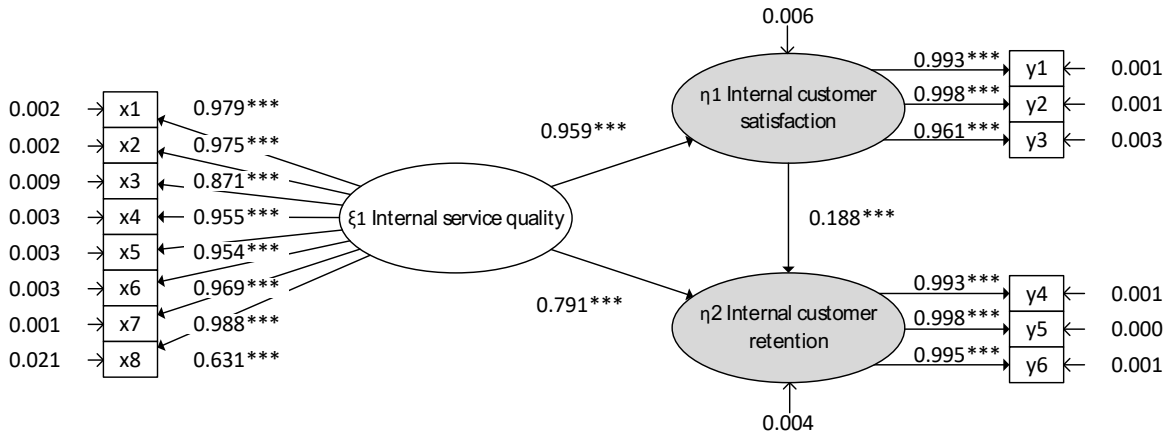 0.006
0.993***
y1
0.001
η1 Internal customer
satisfaction
0.998***
y2
0.001
0.961***
y3
0.003
0.002
x1
0.979***
0.002
x2
0.975***
0.009
x3
0.871***
0.003
x4
0.955***
0.003
x5
0.954***
0.003
x6
0.969***
0.001
x7
0.988***
0.021
x8
0.631***
ξ1 Internal service quality
0.959***
0.188***
0.791***
η2 Internal customer
retention
0.993***
y4
0.001
0.998***
y5
0.000
0.995***
y6
0.001
0.004